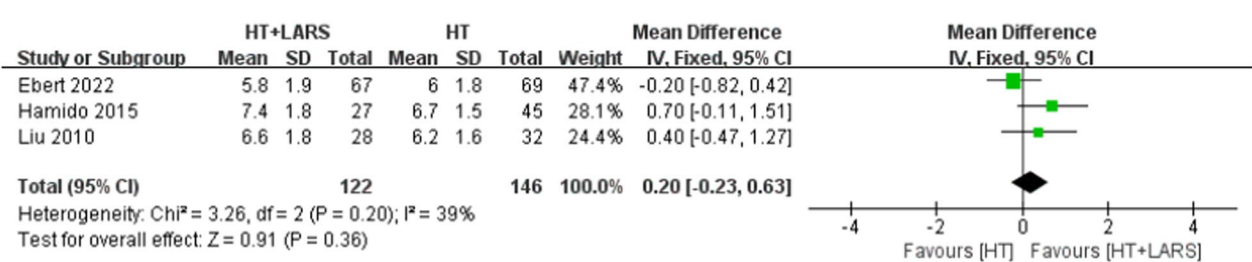 HT+LARS HT Mean Difference Mean Difference
Study or Subgroup Mean SD Total Mean SD Total Weight IV, Fixed, 95% CI IV, Fixed, 95% CI
Ebert 2022 5.8 1.9 67 6 1.8 69 47.4% -0.20 [-0.82, 0.42]
Hamido 2015 7.4 1.8 27 6.7 1.5 45 28.1% 0.70 [-0.11, 1.51]
Liu 2010 6.6 1.8 28 6.2 1.6 32 24.4% 0.40 [-0.47, 1.27]
Total (95% CI) 122 146 100.0% 0.20 [-0.23, 0.63]
Heterogeneity: Chi² = 3.26, df = 2 (P = 0.20); I² = 39%
Test for overall effect: Z = 0.91 (P = 0.36)
-4 -2 0 2 4
Favours [HT] Favours [HT+LARS]